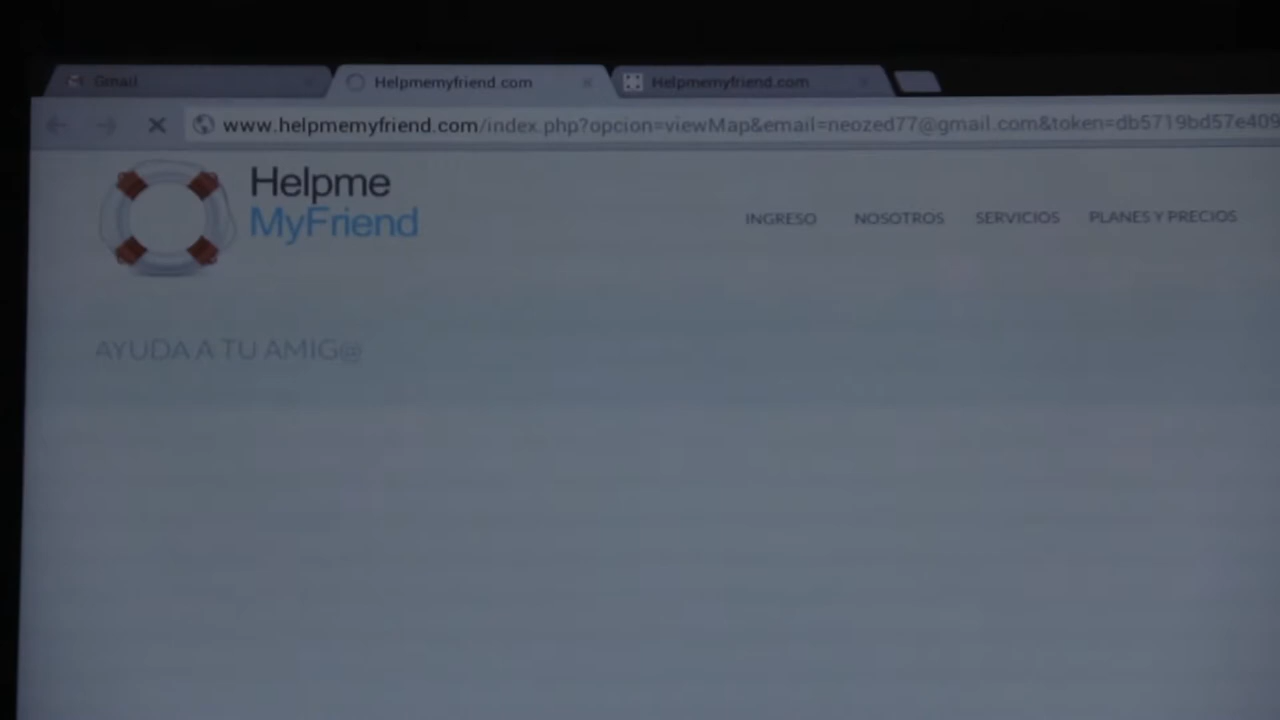 Gmail
Helpmemyfriend.com
Helpmemyfriend.com
www.helpmemyfriend.com/index.php?opcion=viewMap&email=neozed77@gmail.com&token=db5719bd57e409
Helpme
MyFriend
INGRESO NOSOTROS SERVICIOS PLANES Y PRECIOS
AYUDA A TU AMIG@